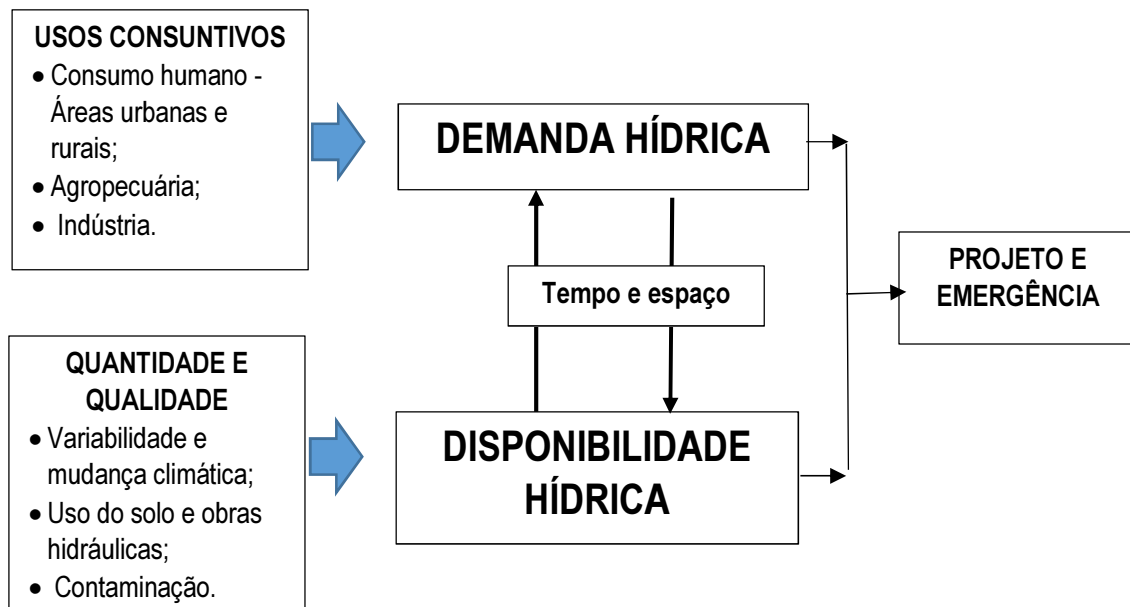 USOS CONSUNTIVOS
• Consumo humano -
Áreas urbanas e
rurais;
• Agropecuária;
• Indústria.
DEMANDA HÍDRICA
Tempo e espaço
PROJETO E
EMERGÊNCIA
QUANTIDADE E
QUALIDADE
• Variabilidade e
mudança climática;
• Uso do solo e obras
hidráulicas;
• Contaminação.
DISPONIBILIDADE
HÍDRICA